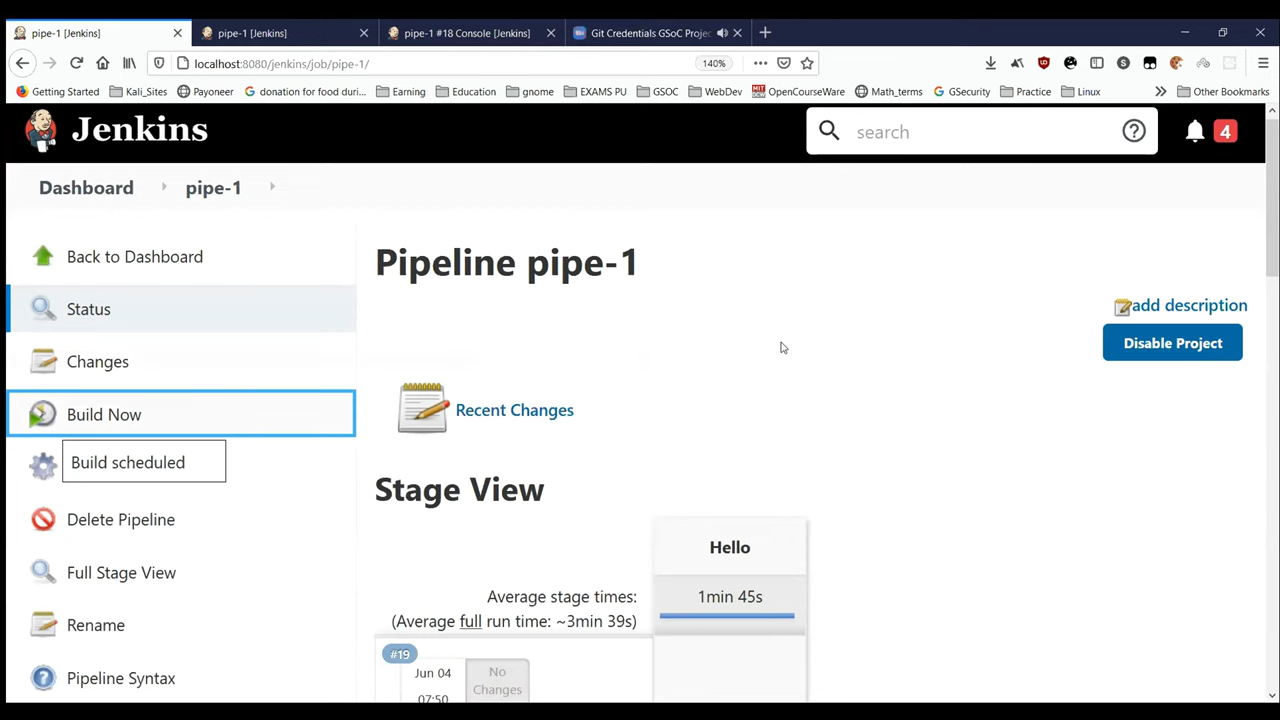 pipe-1 [Jenkins]
pipe-1 [Jenkins]
pipe-1 #18 Console [Jenkins]
Git Credentials GSoC Projec
localhost:8080/jenkins/job/pipe-1/
140%
Getting Started
Kali_Sites
Payoneer
donation for food duri...
Earning
Education
gnome
EXAMS PU
GSOC
WebDev
OpenCourseWare
Math_terms
GSecurity
Practice
Linux
Other Bookmarks
Jenkins
search
4
Dashboard
pipe-1
Back to Dashboard
Status
Changes
Build Now
Build scheduled
Delete Pipeline
Full Stage View
Rename
Pipeline Syntax
Pipeline pipe-1
add description
Disable Project
Recent Changes
Stage View
Hello
Average stage times:
1min 45s
(Average full run time: ~3min 39s)
#19
Jun 04
07:50
No
Changes